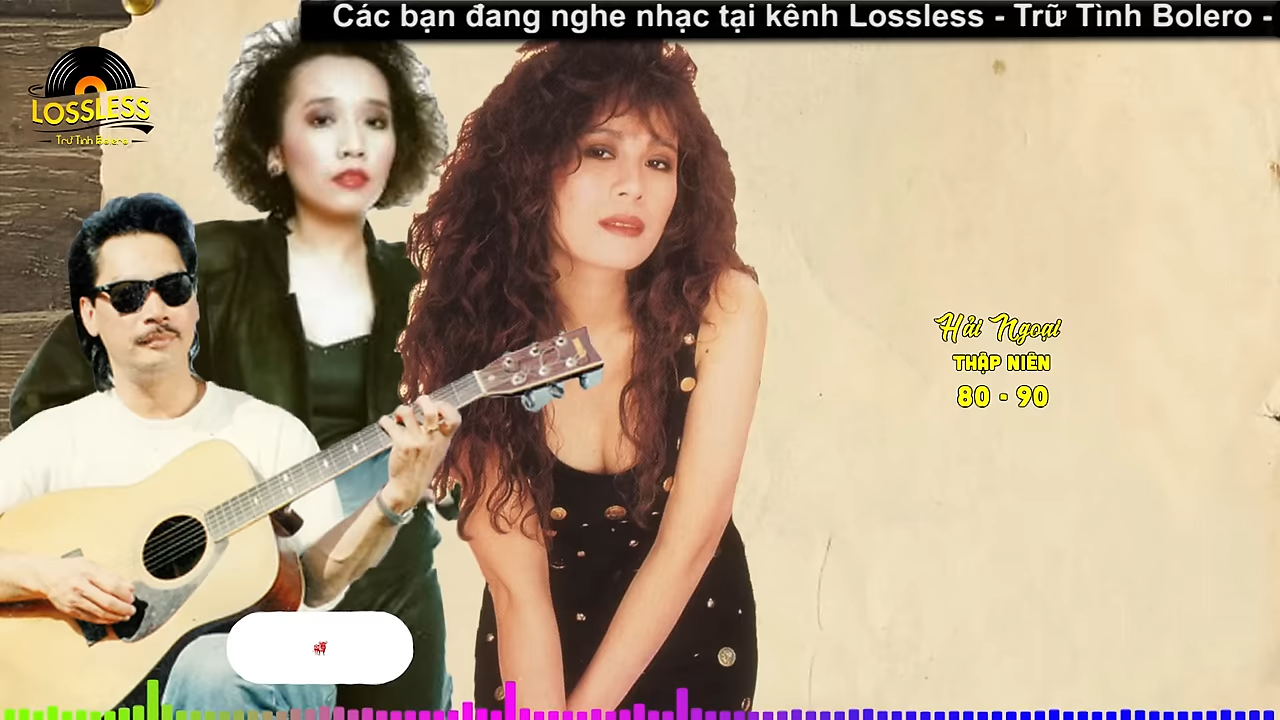 Các bạn đang nghe nhạc tại kênh Lossless - Trữ Tình Bolero -
LOSSLESS
Trữ Tình Bolero
Hải Ngoại
THẬP NIÊN
80 - 90